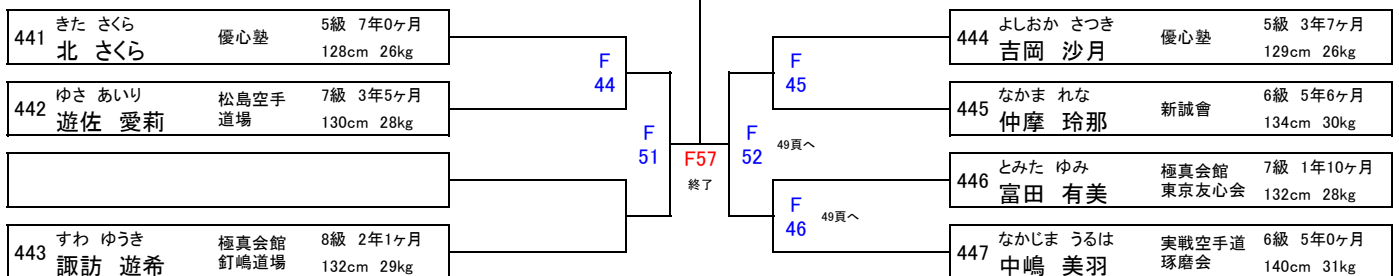 441
きた さくら
北 さくら
優心塾
5級 7年0ヶ月
128cm 26kg
442
ゆさ あいり
遊佐 愛莉
松島空手
道場
7級 3年5ヶ月
130cm 28kg
443
すわ ゆうき
諏訪 遊希
極真会館
釘嶋道場
8級 2年1ヶ月
132cm 29kg
F
44
F
51
F57
終了
F
52
49頁へ
F
45
F
46
49頁へ
444
よしおか さつき
吉岡 沙月
優心塾
5級 3年7ヶ月
129cm 26kg
445
なかま れな
仲摩 玲那
新誠會
6級 5年6ヶ月
134cm 30kg
446
とみた ゆみ
富田 有美
極真会館
東京友心会
7級 1年10ヶ月
132cm 28kg
447
なかじま うるは
中嶋 美羽
実戦空手道
琢磨会
6級 5年0ヶ月
140cm 31kg